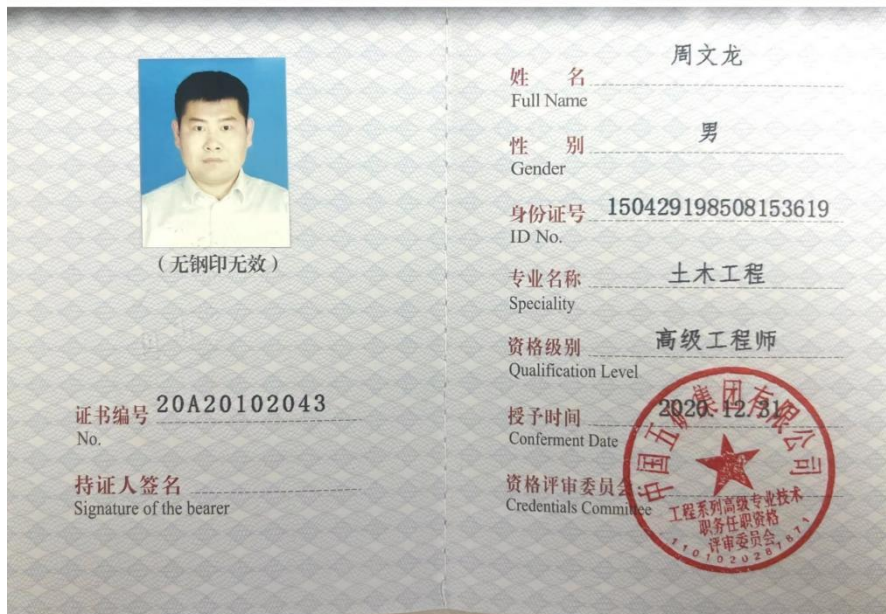 (无钢印无效)
证书编号 20A20102043
No.
持证人签名
Signature of the bearer
姓 名 周文龙
Full Name
性 别 男
Gender
身份证号 150429198508153619
ID No.
专业名称 土木工程
Speciality
资格级别 高级工程师
Qualification Level
授予时间 2020.12.31
Conferment Date
资格评审委员会
Credentials Committee
中国五矿集团有限公司
工程系列高级专业技术
职务任职资格
评审委员会
1101020287871